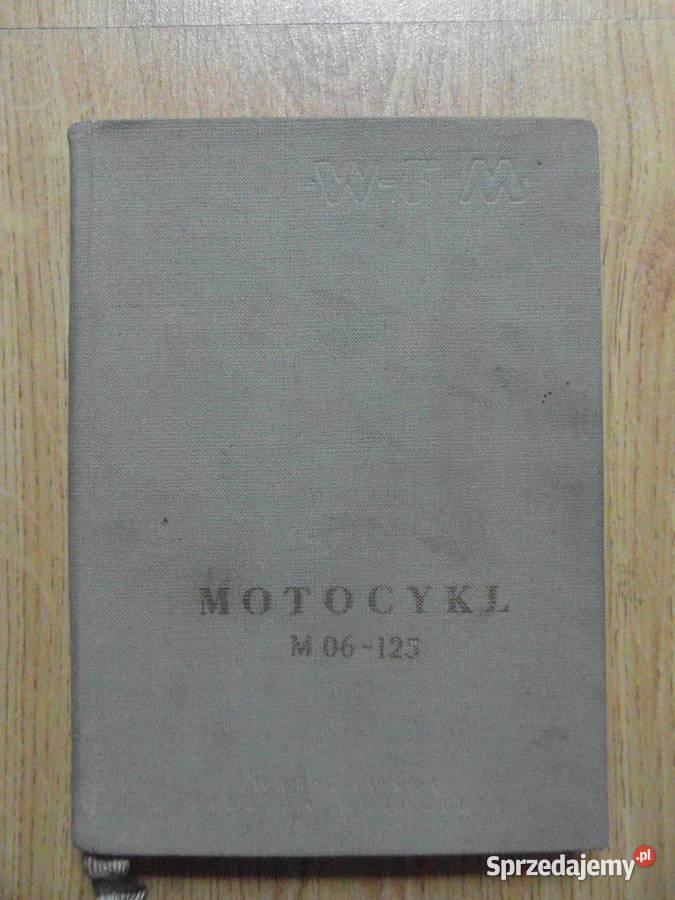 W-F-M
MOTOCYKL
M 06-125
Sprzedajemy.pl